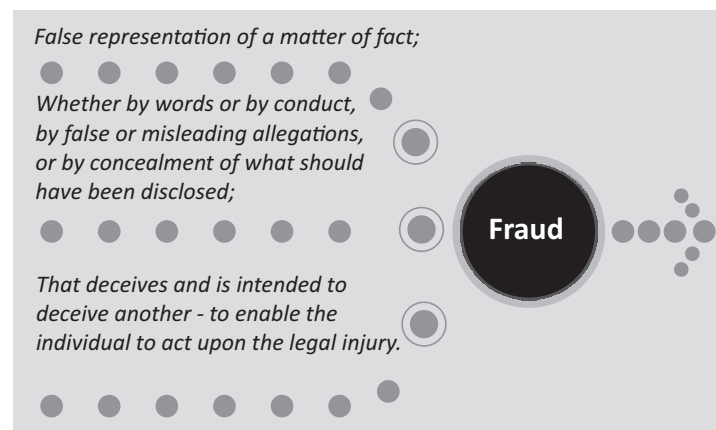 False representation of a matter of fact;
Whether by words or by conduct,
by false or misleading allegations,
or by concealment of what should
have been disclosed;
Fraud
That deceives and is intended to
deceive another - to enable the
individual to act upon the legal injury.